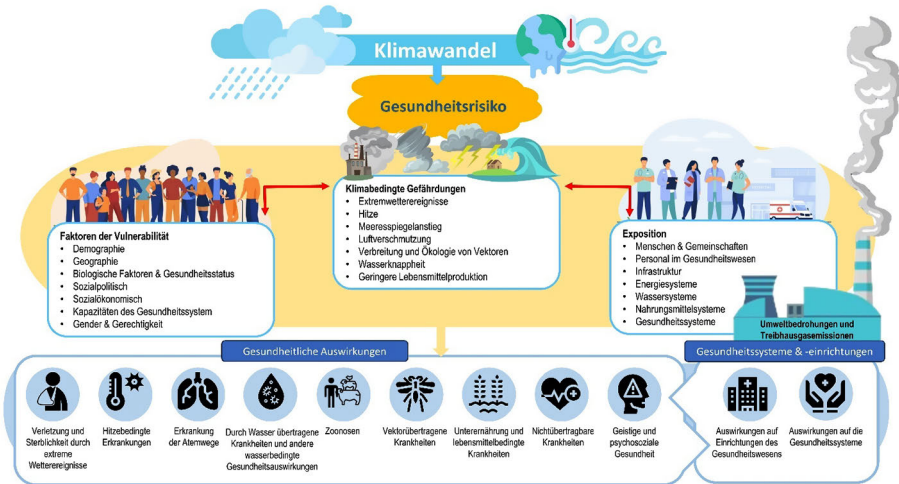 Klimawandel
Gesundheitsrisiko
Klimabedingte Gefährdungen
• Extremwetterereignisse
• Hitze
• Meeresspiegelanstieg
• Luftverschmutzung
• Verbreitung und Ökologie von Vektoren
• Wasserknappheit
• Geringere Lebensmittelproduktion
Faktoren der Vulnerabilität
• Demographie
• Geographie
• Biologische Faktoren & Gesundheitsstatus
• Sozialpolitisch
• Sozialökonomisch
• Kapazitäten des Gesundheitssystem
• Gender & Gerechtigkeit
Exposition
• Menschen & Gemeinschaften
• Personal im Gesundheitswesen
• Infrastruktur
• Energiesysteme
• Wassersysteme
• Nahrungsmittelsysteme
• Gesundheitssysteme
Umweltbedrohungen und
Treibhausgasemissionen
Gesundheitliche Auswirkungen
Verletzung und
Sterblichkeit durch
extreme
Wetterereignisse
Hitzebedingte
Erkrankungen
Erkrankung
der Atemwege
Durch Wasser übertragene
Krankheiten und andere
wasserbedingte
Gesundheitsauswirkungen
Zoonosen
Vektorübertragene
Krankheiten
Unterernährung und
lebensmittelbedingte
Krankheiten
Nichtübertragbare
Krankheiten
Geistige und
psychosoziale
Gesundheit
Gesundheitssysteme & -einrichtungen
Auswirkungen auf
Einrichtungen des
Gesundheitswesens
Auswirkungen auf die
Gesundheitssysteme